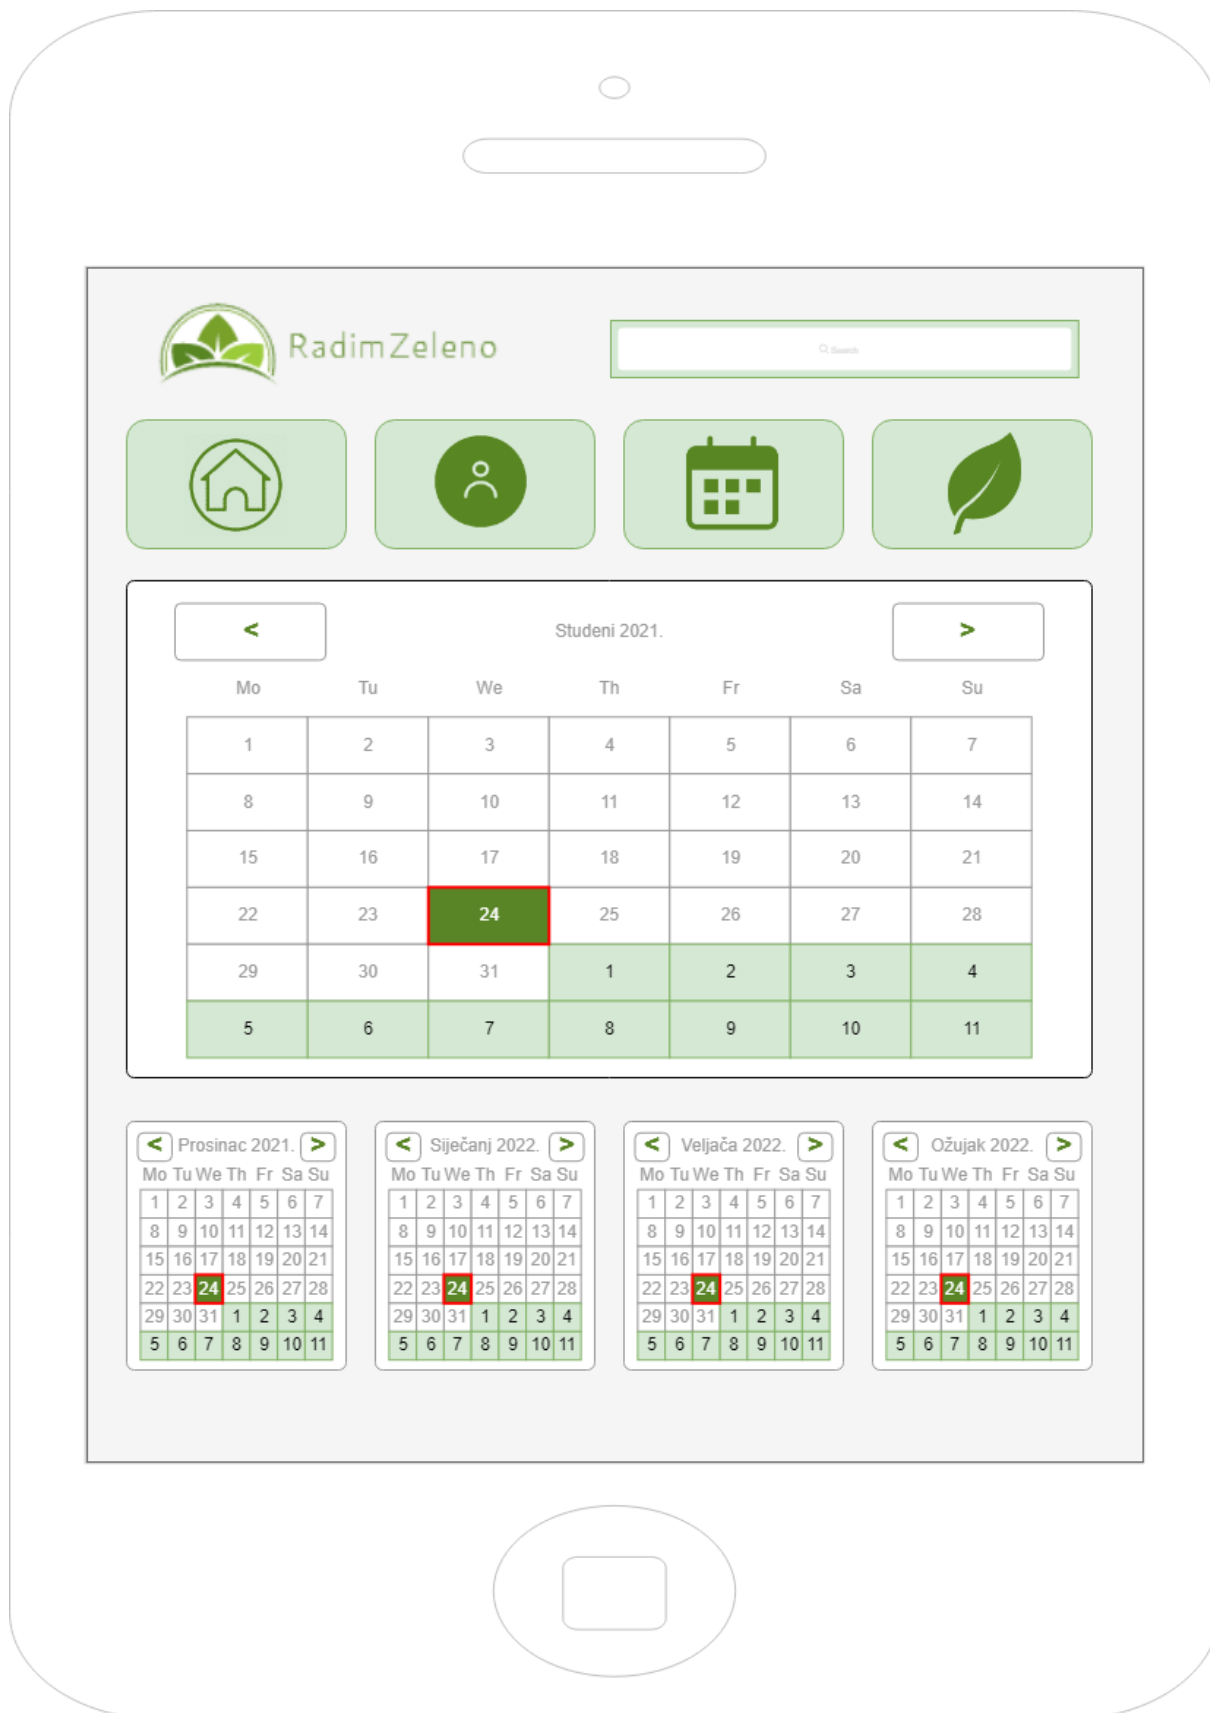 RadimZeleno
Search
< Studeni 2021. >
Mo Tu We Th Fr Sa Su
1 2 3 4 5 6 7
8 9 10 11 12 13 14
15 16 17 18 19 20 21
22 23 24 25 26 27 28
29 30 31 1 2 3 4
5 6 7 8 9 10 11
< Prosinac 2021. >
Mo Tu We Th Fr Sa Su
1 2 3 4 5 6 7
8 9 10 11 12 13 14
15 16 17 18 19 20 21
22 23 24 25 26 27 28
29 30 31 1 2 3 4
5 6 7 8 9 10 11
< Siječanj 2022. >
Mo Tu We Th Fr Sa Su
1 2 3 4 5 6 7
8 9 10 11 12 13 14
15 16 17 18 19 20 21
22 23 24 25 26 27 28
29 30 31 1 2 3 4
5 6 7 8 9 10 11
< Veljača 2022. >
Mo Tu We Th Fr Sa Su
1 2 3 4 5 6 7
8 9 10 11 12 13 14
15 16 17 18 19 20 21
22 23 24 25 26 27 28
29 30 31 1 2 3 4
5 6 7 8 9 10 11
< Ožujak 2022. >
Mo Tu We Th Fr Sa Su
1 2 3 4 5 6 7
8 9 10 11 12 13 14
15 16 17 18 19 20 21
22 23 24 25 26 27 28
29 30 31 1 2 3 4
5 6 7 8 9 10 11